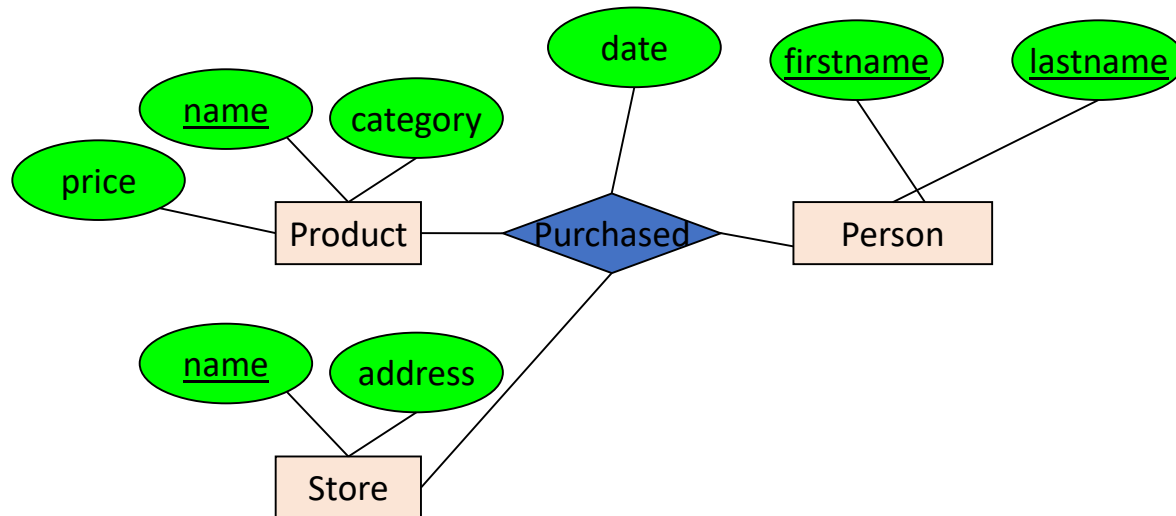 date
firstname
lastname
name
category
price
Product
Purchased
Person
name
address
Store